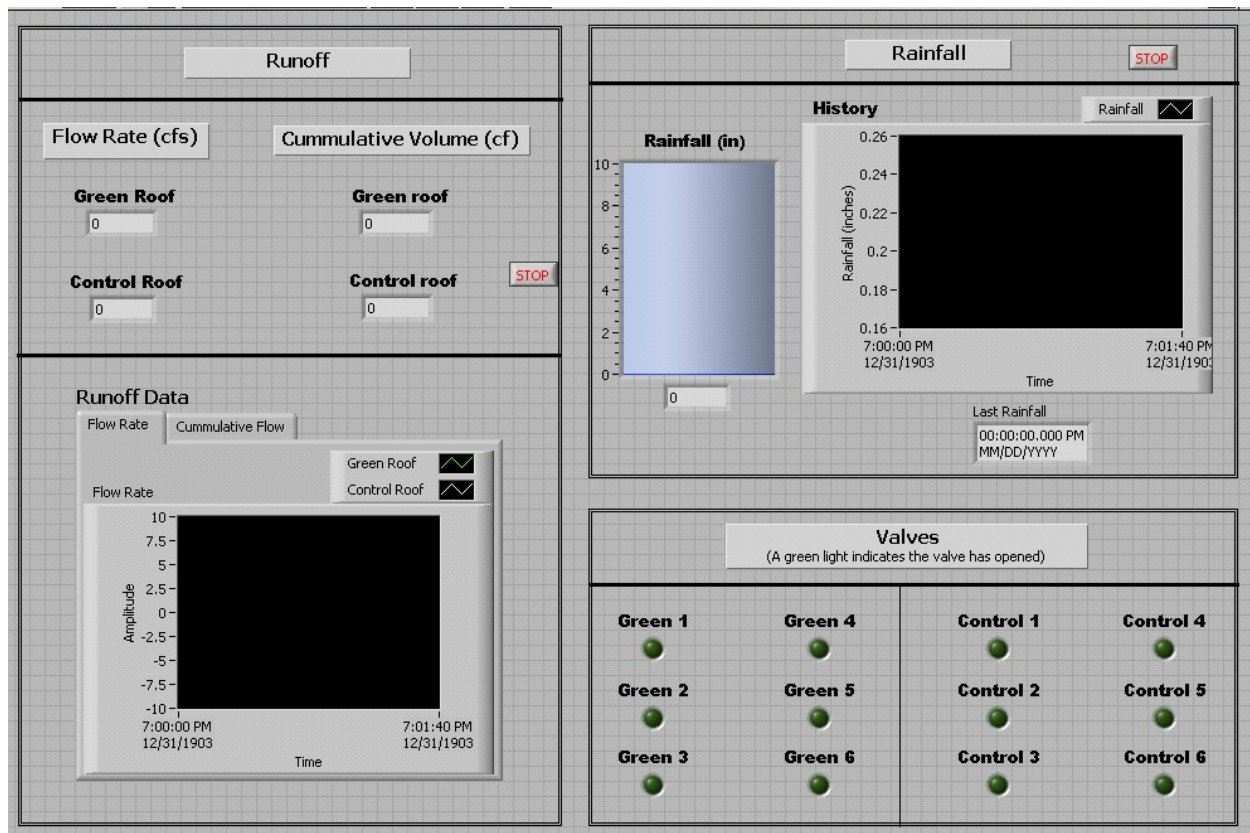 Runoff
Flow Rate (cfs)
Cummulative Volume (cf)
Green Roof
0
Green roof
0
Control Roof
0
Control roof
0
STOP
Runoff Data
Flow Rate
Cummulative Flow
Green Roof
Control Roof
Flow Rate
10
7.5
5
2.5
0
-2.5
-5
-7.5
-10
Amplitude
7:00:00 PM
12/31/1903
7:01:40 PM
12/31/1903
Time
Rainfall
STOP
Rainfall (in)
10
8
6
4
2
0
0
History
Rainfall
0.26
0.24
0.22
0.2
0.18
0.16
Rainfall (inches)
7:00:00 PM
12/31/1903
7:01:40 PM
12/31/190
Time
Last Rainfall
00:00:00.000 PM
MM/DD/YYYY
Valves
(A green light indicates the valve has opened)
Green 1
Green 4
Control 1
Control 4
Green 2
Green 5
Control 2
Control 5
Green 3
Green 6
Control 3
Control 6